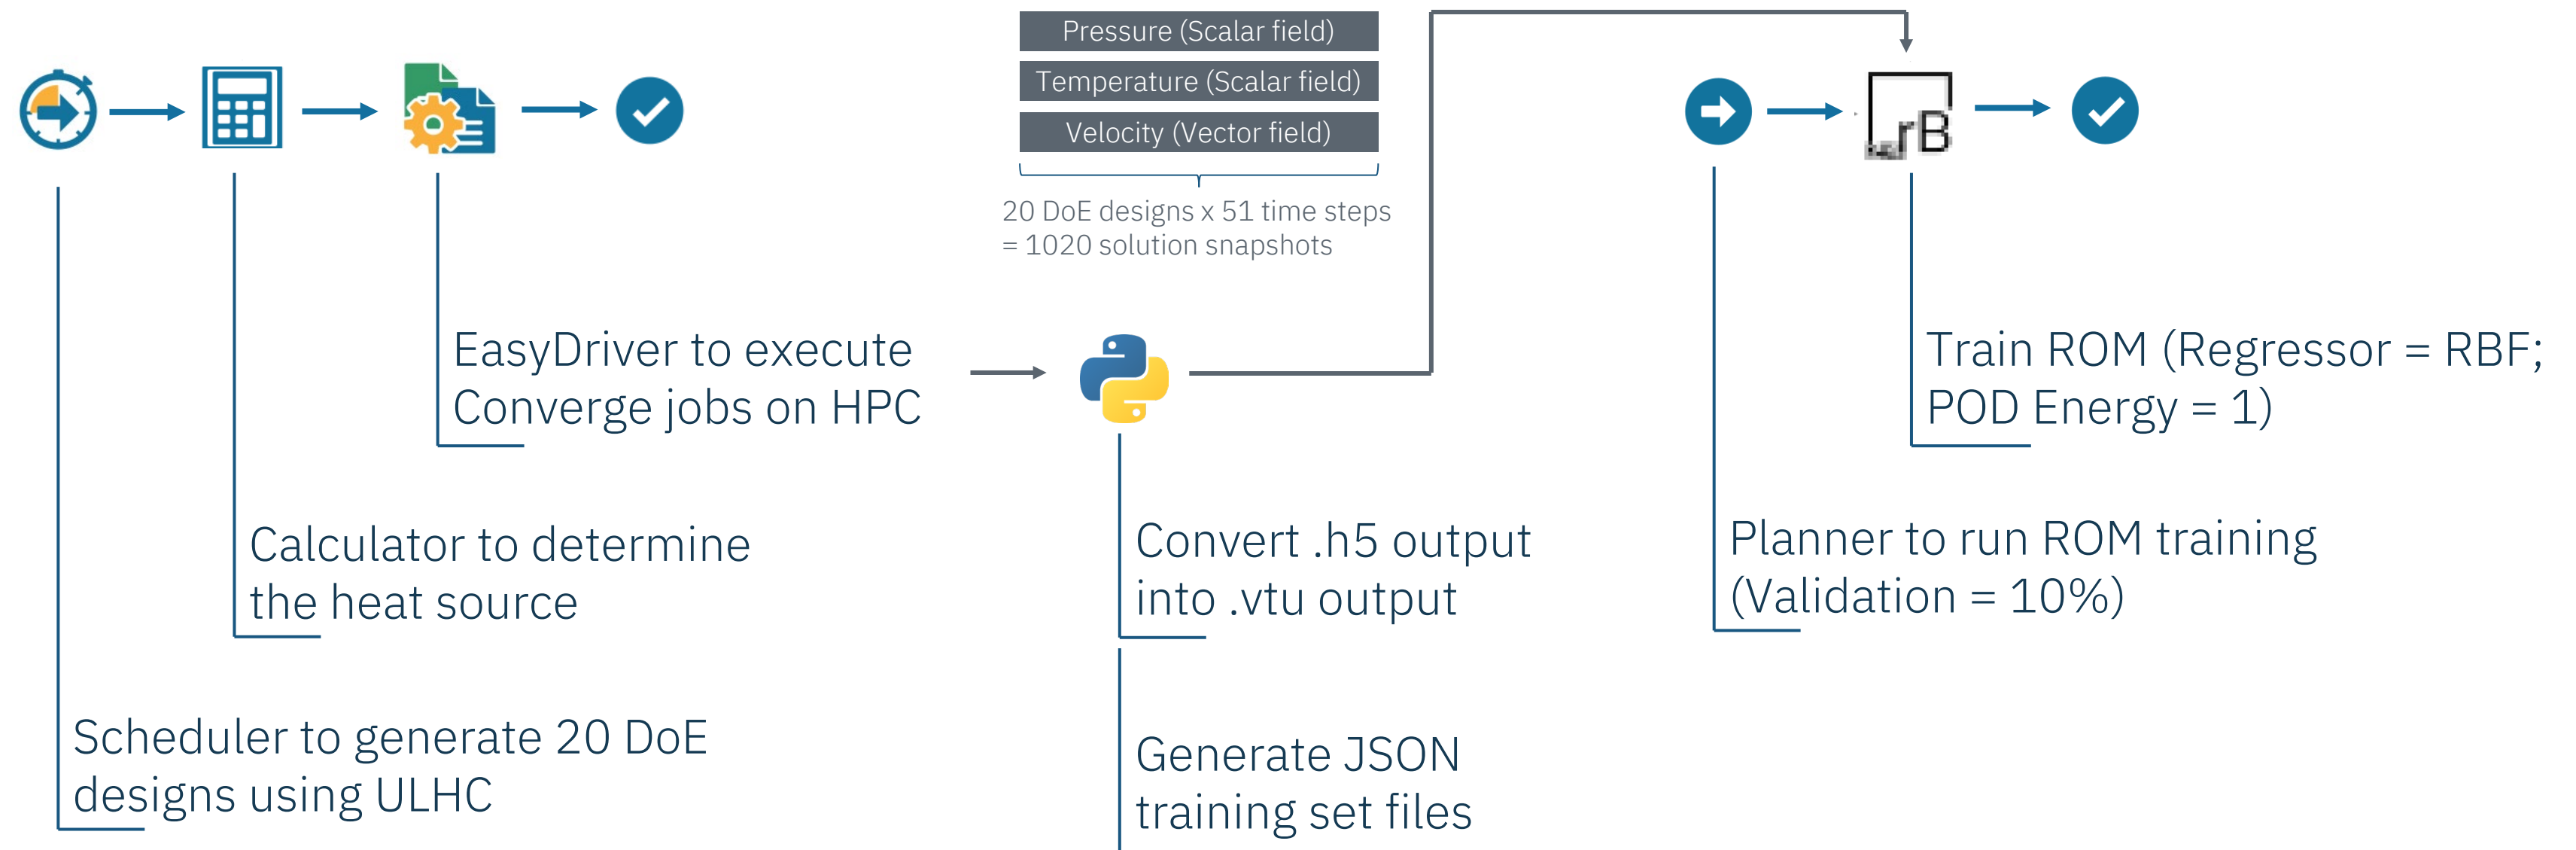 Pressure (Scalar field)
Temperature (Scalar field)
Velocity (Vector field)
20 DoE designs x 51 time steps
= 1020 solution snapshots
EasyDriver to execute
Converge jobs on HPC
Calculator to determine
the heat source
Scheduler to generate 20 DoE
designs using ULHC
Convert .h5 output
into .vtu output
Generate JSON
training set files
rB
Train ROM (Regressor = RBF;
POD Energy = 1)
Planner to run ROM training
(Validation = 10%)